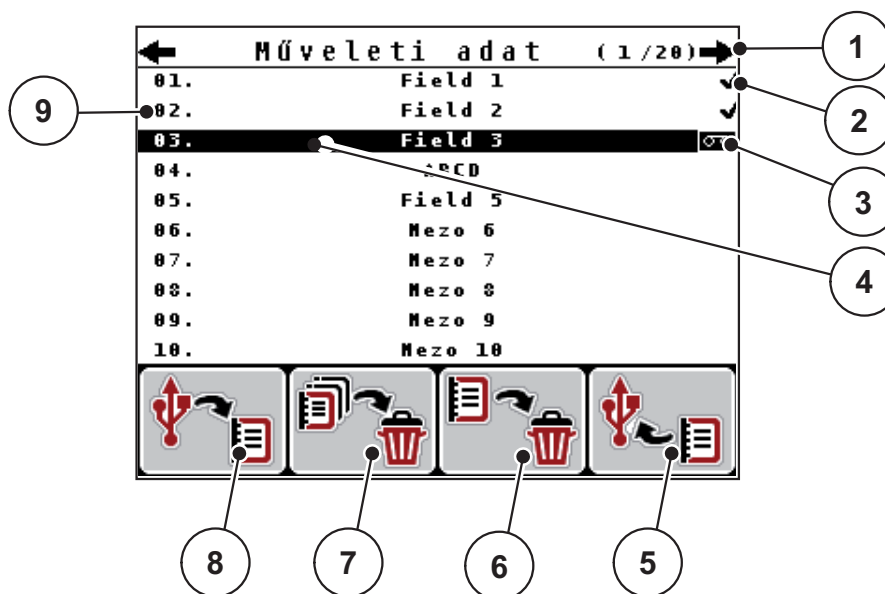 Műveleti adat (1/20)
01. Field 1
02. Field 2
03. Field 3
04. ABCD
05. Field 5
06. Mezo 6
07. Mezo 7
08. Mezo 8
09. Mezo 9
10. Mezo 10
1
2
3
4
5
6
7
8
9